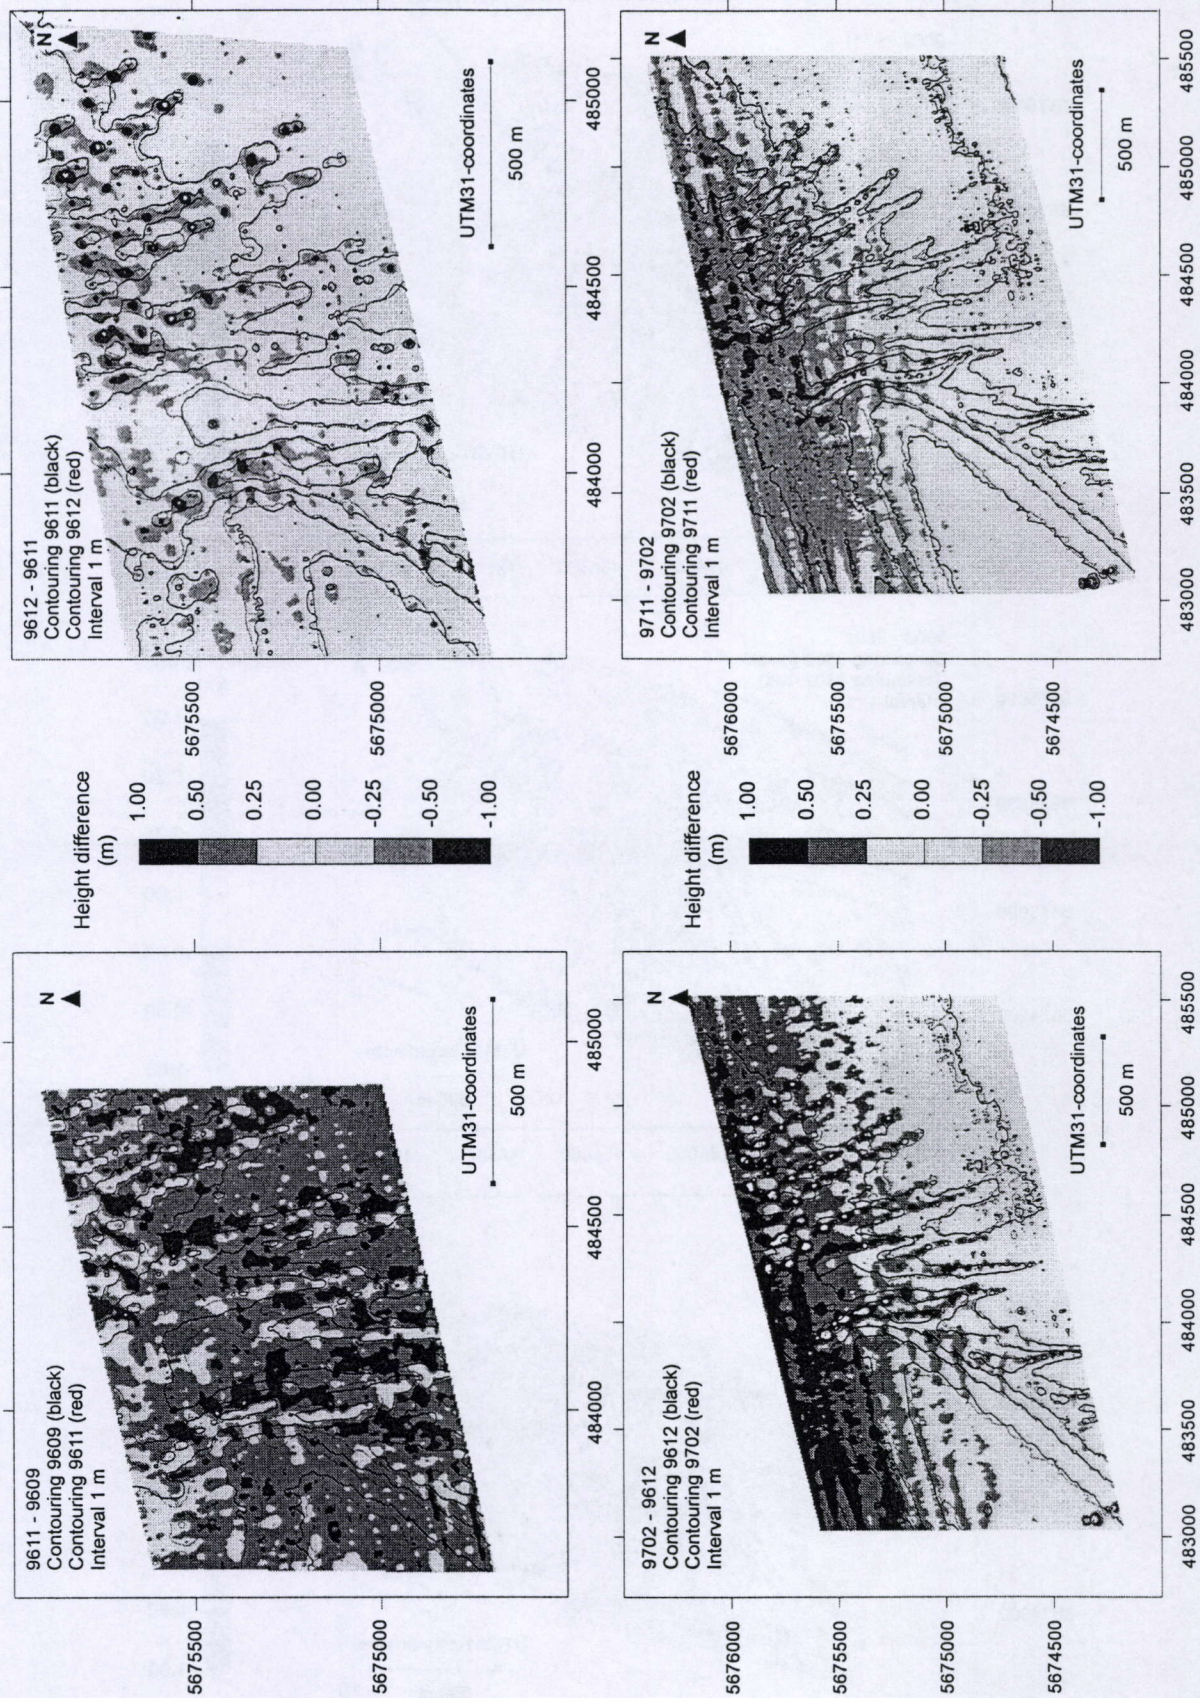 9611 - 9609
Contouring 9609 (black)
Contouring 9611 (red)
Interval 1 m
N
UTM31-coordinates
500 m
5675500
5675000
484000
484500
485000
Height difference
(m)
1.00
0.50
0.25
0.00
-0.25
-0.50
-1.00
9612 - 9611
Contouring 9611 (black)
Contouring 9612 (red)
Interval 1 m
N
UTM31-coordinates
500 m
5675500
5675000
484000
484500
485000
9702 - 9612
Contouring 9612 (black)
Contouring 9702 (red)
Interval 1 m
N
UTM31-coordinates
500 m
5676000
5675500
5675000
5674500
483000
483500
484000
484500
485000
485500
Height difference
(m)
1.00
0.50
0.25
0.00
-0.25
-0.50
-1.00
9711 - 9702
Contouring 9702 (black)
Contouring 9711 (red)
Interval 1 m
N
UTM31-coordinates
500 m
5676000
5675500
5675000
5674500
483000
483500
484000
484500
485000
485500